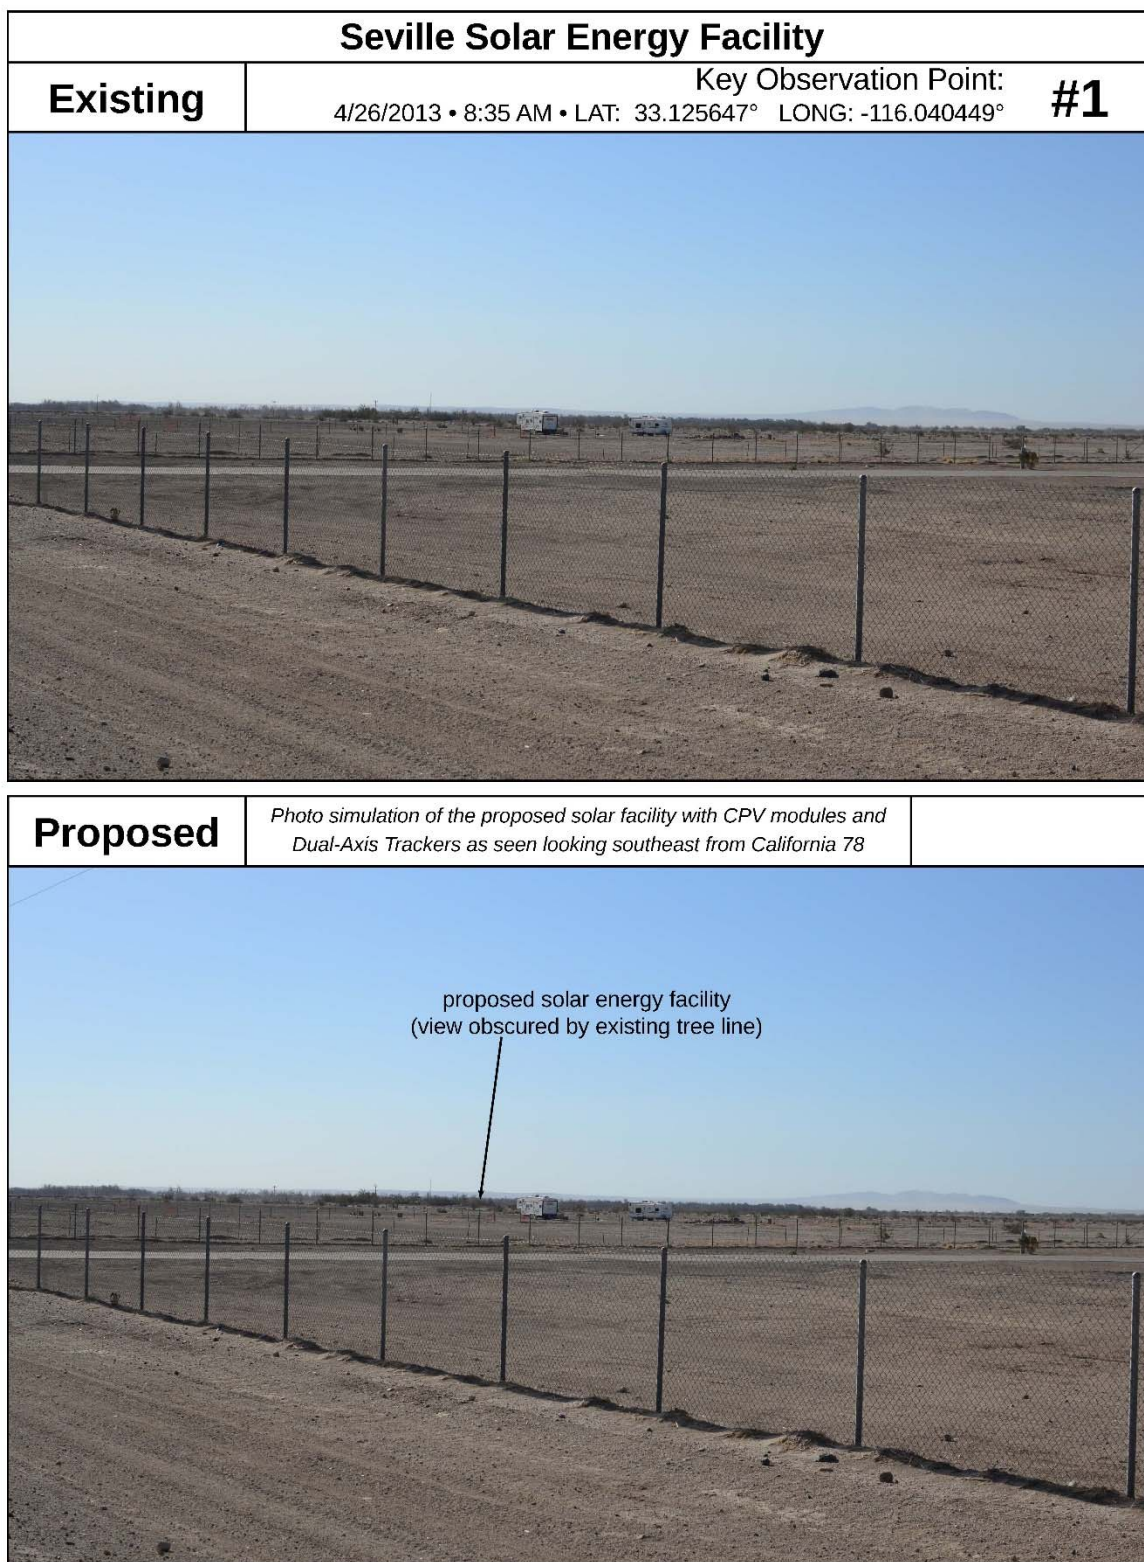 Seville Solar Energy Facility
Existing
Key Observation Point:
4/26/2013 • 8:35 AM • LAT: 33.125647° LONG: -116.040449°
#1
Proposed
Photo simulation of the proposed solar facility with CPV modules and
Dual-Axis Trackers as seen looking southeast from California 78
proposed solar energy facility
(view obscured by existing tree line)